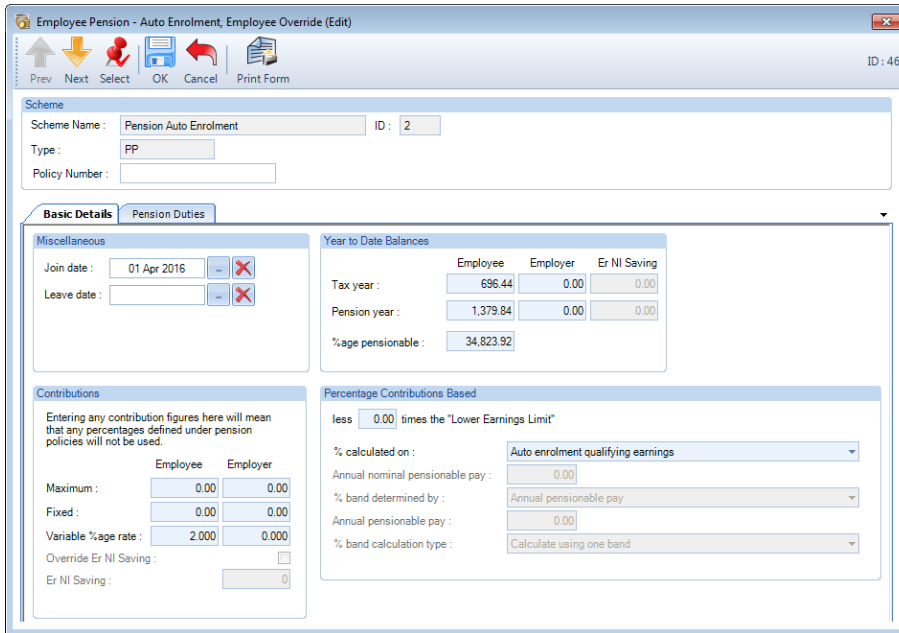 Employee Pension - Auto Enrolment, Employee Override (Edit)
Prev Next Select OK Cancel Print Form
ID : 46
Scheme
Scheme Name : Pension Auto Enrolment ID : 2
Type : PP
Policy Number :
Basic Details Pension Duties
Miscellaneous
Join date : 01 Apr 2016 ...
Leave date : ...
Year to Date Balances
Employee Employer Er NI Saving
Tax year : 696.44 0.00 0.00
Pension year : 1,379.84 0.00 0.00
%age pensionable : 34,823.92
Contributions
Entering any contribution figures here will mean
that any percentages defined under pension
policies will not be used.
Employee Employer
Maximum : 0.00 0.00
Fixed : 0.00 0.00
Variable %age rate : 2.000 0.000
Override Er NI Saving :
Er NI Saving : 0
Percentage Contributions Based
less 0.00 times the "Lower Earnings Limit"
% calculated on : Auto enrolment qualifying earnings
Annual nominal pensionable pay : 0.00
% band determined by : Annual pensionable pay
Annual pensionable pay : 0.00
% band calculation type : Calculate using one band